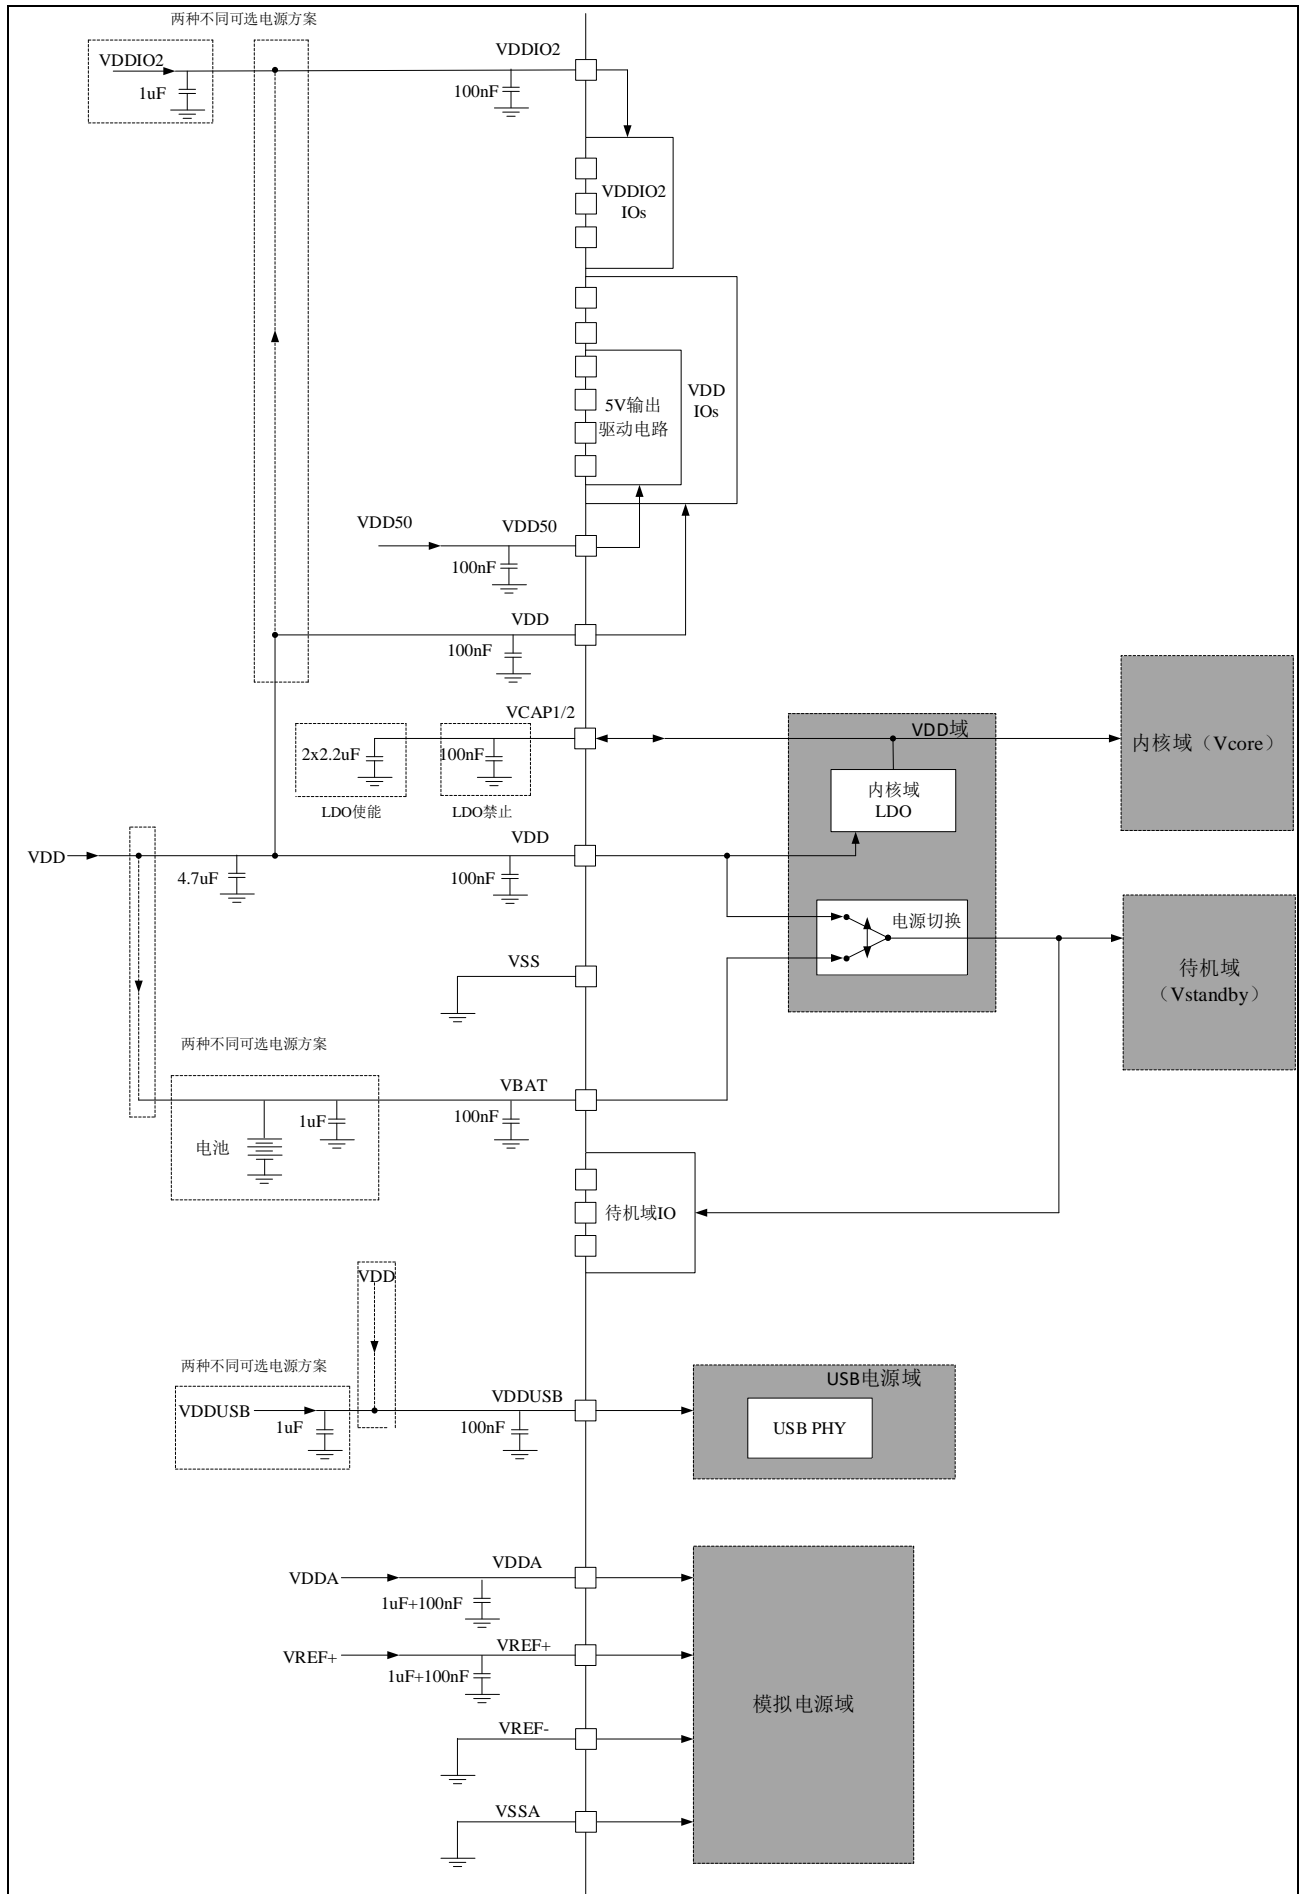 两种不同可选电源方案
VDDIO2
VDDIO2
1uF
100nF
VDDIO2
IOs
5V输出
驱动电路
VDD
IOs
VDD50
VDD50
100nF
VDD
100nF
VCAP1/2
2x2.2uF
100nF
LDO使能
LDO禁止
VDD域
内核域
LDO
内核域（Vcore）
VDD
VDD
4.7uF
100nF
电源切换
VSS
待机域
（Vstandby）
两种不同可选电源方案
VBAT
1uF
100nF
电池
待机域IO
VDD
两种不同可选电源方案
VDDUSB
VDDUSB
1uF
100nF
USB电源域
USB PHY
VDDA
VDDA
1uF+100nF
VREF+
VREF+
1uF+100nF
模拟电源域
VREF-
VSSA